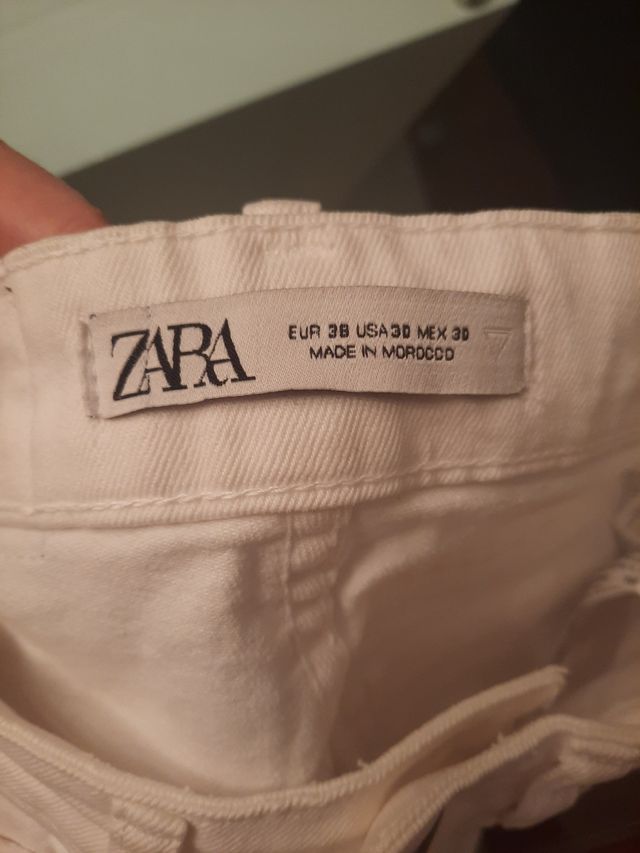 ZARA
EUR 38 USA 30 MEX 30
MADE IN MOROCCO